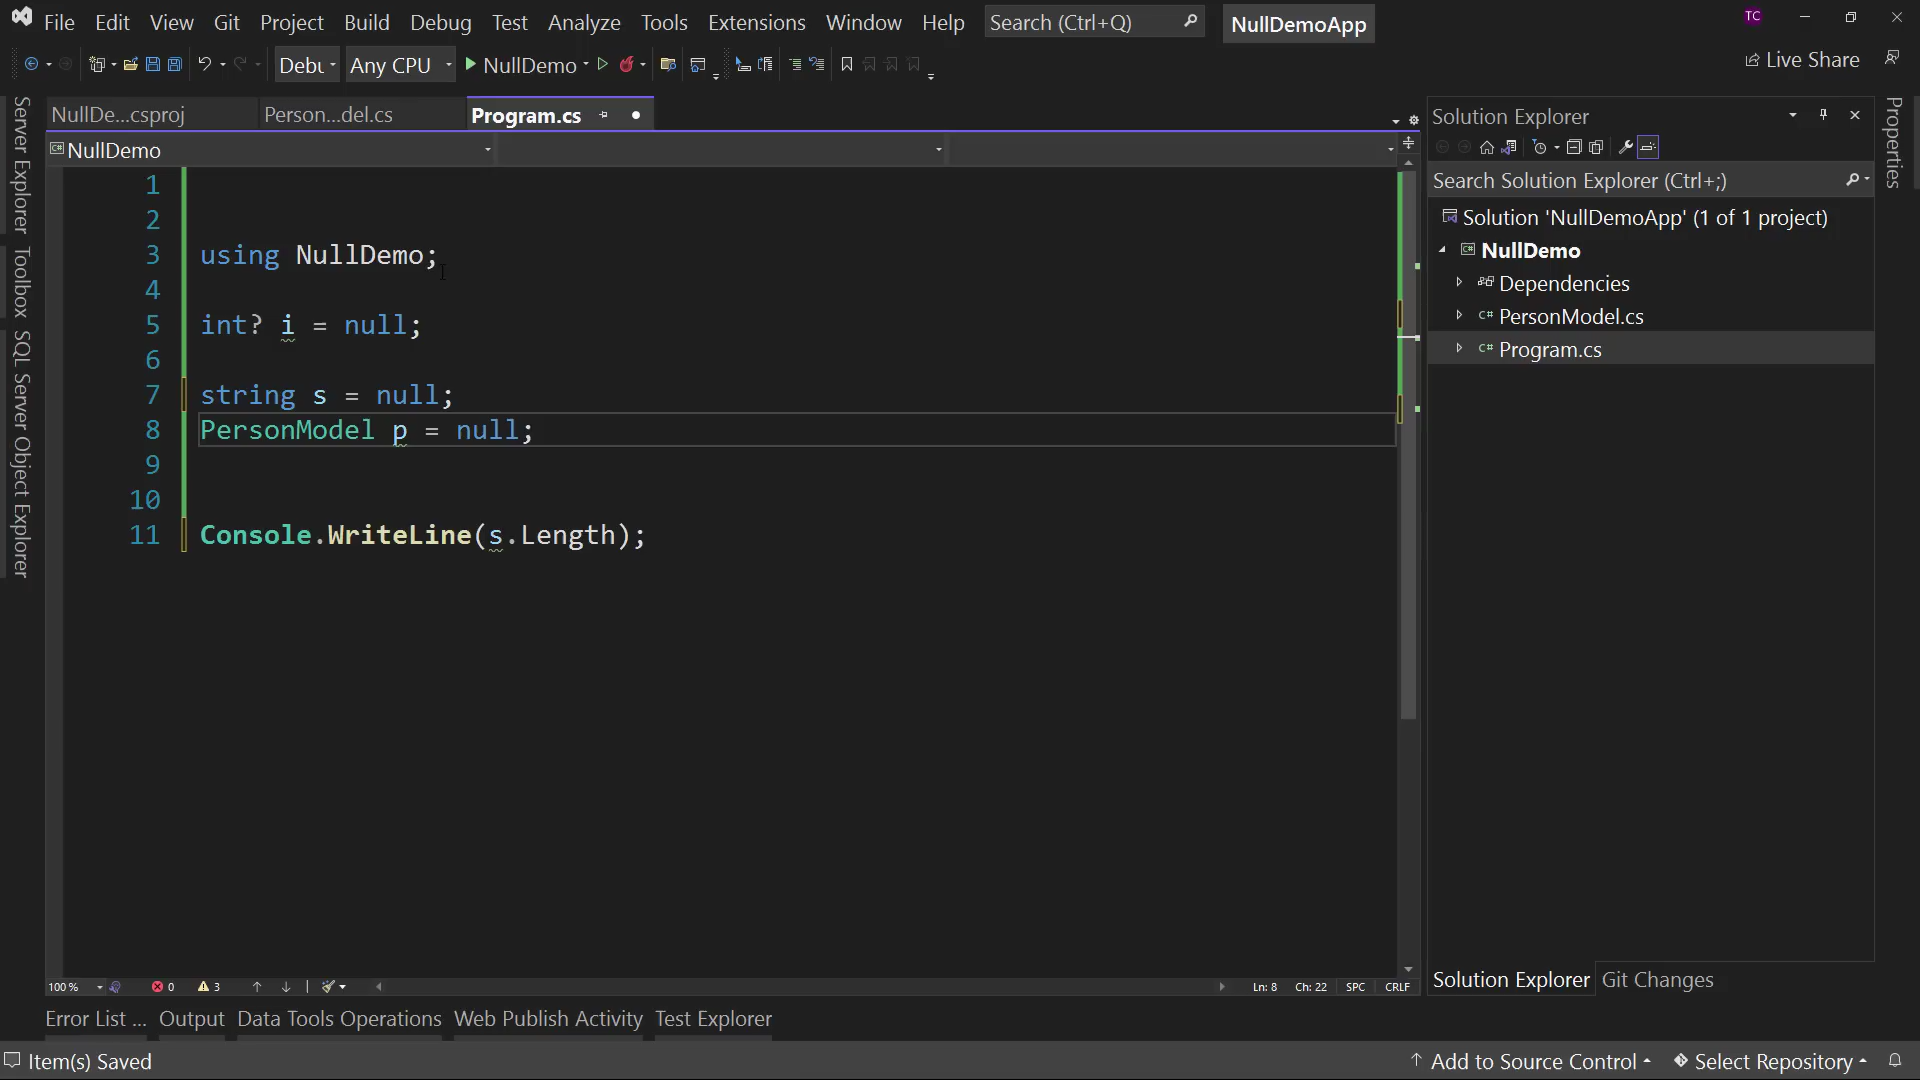 File Edit View Git Project Build Debug Test Analyze Tools Extensions Window Help Search (Ctrl+Q) NullDemoApp TC
Debu Any CPU NullDemo Live Share
NullDe...csproj Person...del.cs Program.cs
NullDemo
1
2
3 using NullDemo;
4
5 int? i = null;
6
7 string s = null;
8 PersonModel p = null;
9
10
11 Console.WriteLine(s.Length);
100 % 0 3 Ln: 8 Ch: 22 SPC CRLF
Server Explorer
Toolbox
SQL Server Object Explorer
Solution Explorer
Search Solution Explorer (Ctrl+;)
Solution 'NullDemoApp' (1 of 1 project)
NullDemo
Dependencies
C# PersonModel.cs
C# Program.cs
Solution Explorer Git Changes
Properties
Error List ... Output Data Tools Operations Web Publish Activity Test Explorer
Item(s) Saved Add to Source Control Select Repository